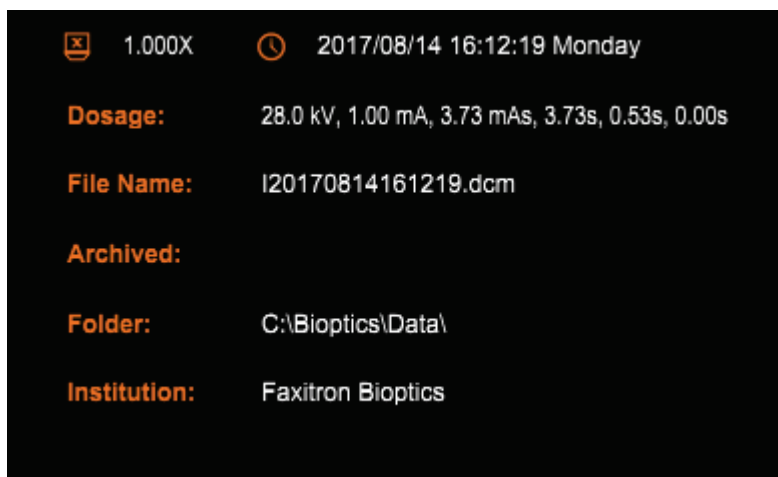 1.000X 2017/08/14 16:12:19 Monday
Dosage: 28.0 kV, 1.00 mA, 3.73 mAs, 3.73s, 0.53s, 0.00s
File Name: I20170814161219.dcm
Archived:
Folder: C:\Bioptics\Data\
Institution: Faxitron Bioptics